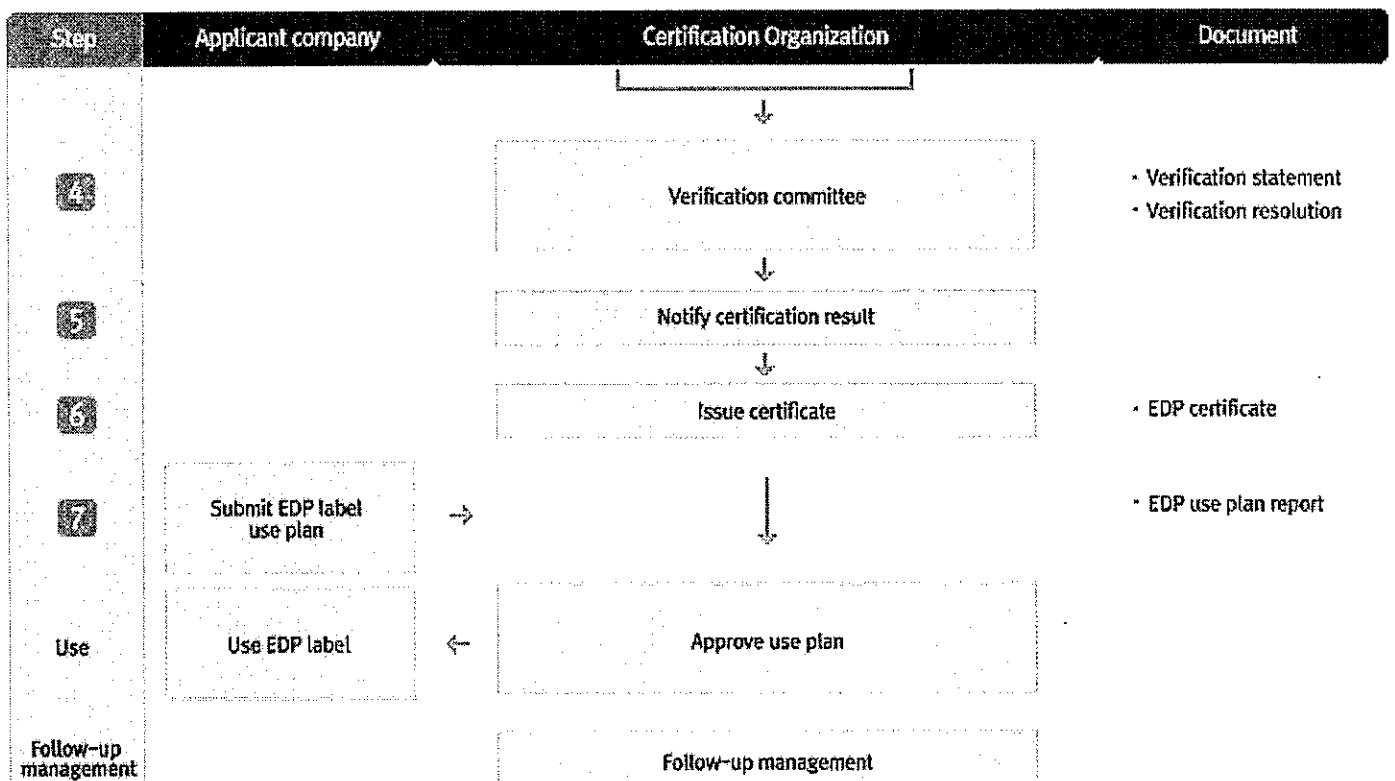 Step Applicant company Certification Organization Document
4 Verification committee · Verification statement
· Verification resolution
5 Notify certification result
6 Issue certificate · EDP certificate
7 Submit EDP label
use plan
· EDP use plan report
Use Use EDP label Approve use plan
Follow-up
management
Follow-up management